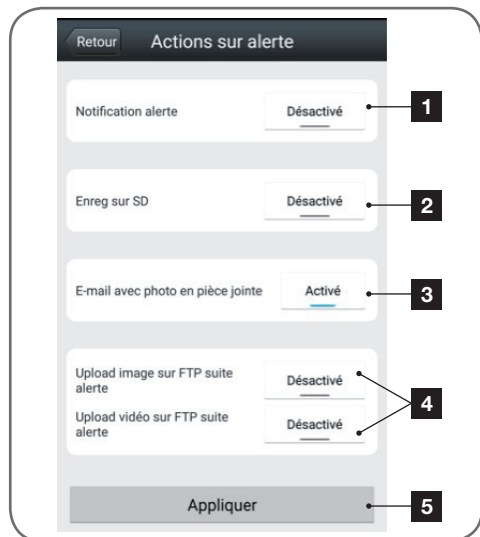 Retour Actions sur alerte
Notification alerte Désactivé 1
Enreg sur SD Désactivé 2
E-mail avec photo en pièce jointe Activé 3
Upload image sur FTP suite
alerte Désactivé
4
Upload vidéo sur FTP suite
alerte Désactivé
Appliquer 5